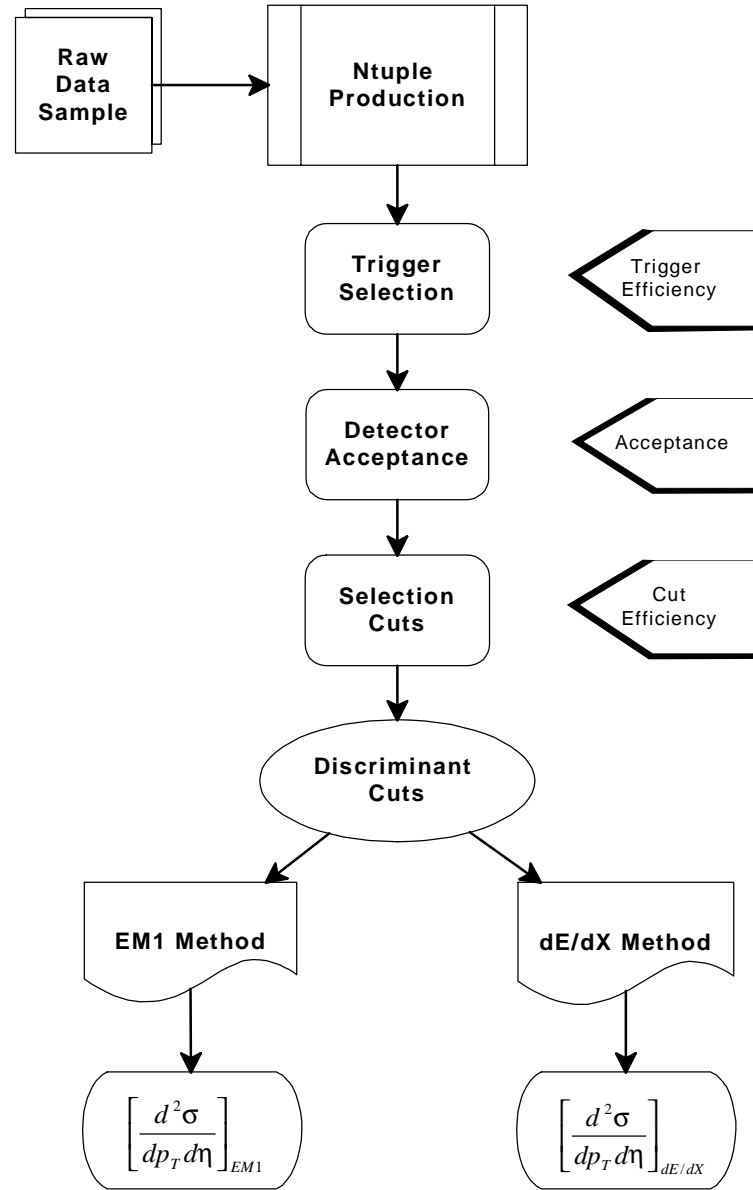 Raw
Data
Sample
Ntuple
Production
Trigger
Selection
Trigger
Efficiency
Detector
Acceptance
Acceptance
Selection
Cuts
Cut
Efficiency
Discriminant
Cuts
EM1 Method
dE/dX Method
[d²σ / dp_T dη]_EM1
[d²σ / dp_T dη]_dE/dX